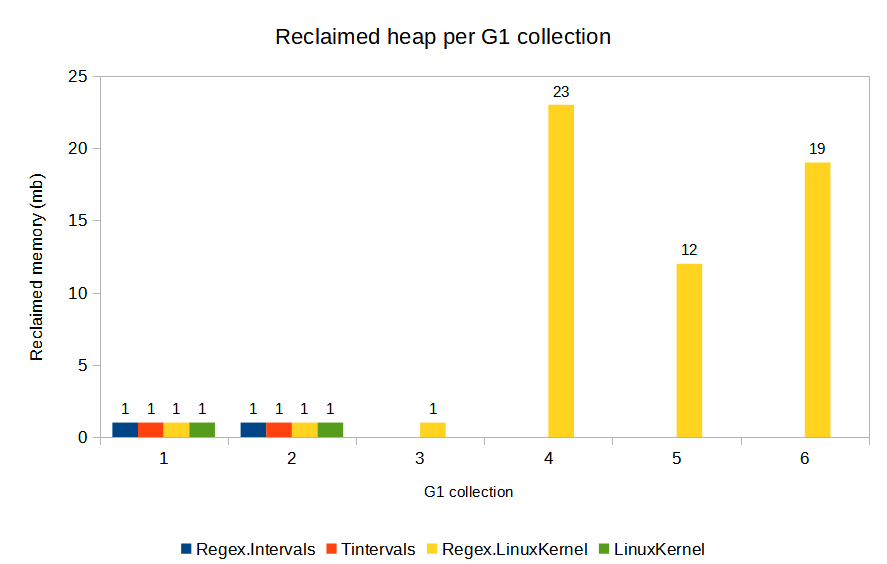 Reclaimed heap per G1 collection
25
23
20
19
15
12
10
5
1 1 1 1 1 1 1 1 1
0
1 2 3 4 5 6
Reclaimed memory (mb)
G1 collection
Regex.Intervals Tintervals Regex.LinuxKernel LinuxKernel